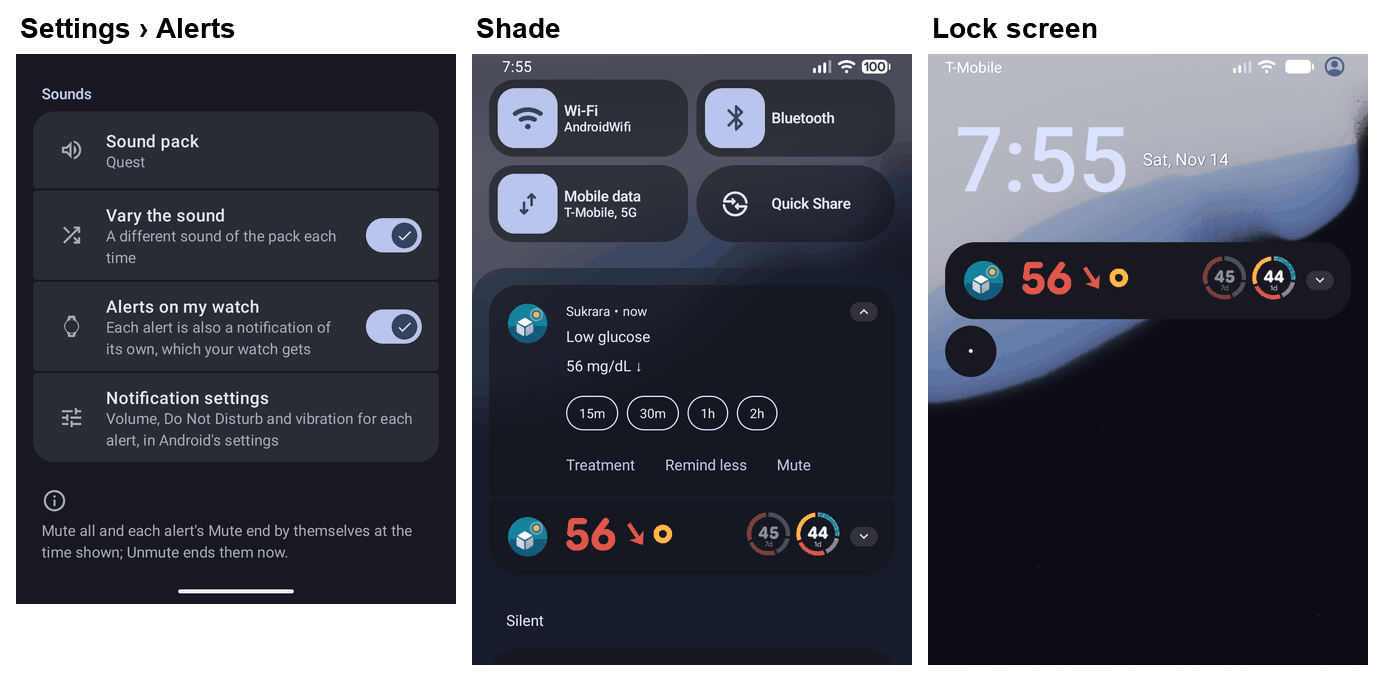 Settings › Alerts
Sounds
Sound pack
Quest
Vary the sound
A different sound of the pack each
time
Alerts on my watch
Each alert is also a notification of
its own, which your watch gets
Notification settings
Volume, Do Not Disturb and vibration for each
alert, in Android's settings
Mute all and each alert's Mute end by themselves at the
time shown; Unmute ends them now.
Shade
7:55
100
Wi-Fi
AndroidWifi
Bluetooth
Mobile data
T-Mobile, 5G
Quick Share
Sukrara • now
Low glucose
56 mg/dL ↓
15m
30m
1h
2h
Treatment
Remind less
Mute
56
45
7d
44
1d
Silent
Lock screen
T-Mobile
7:55
Sat, Nov 14
56
45
7d
44
1d